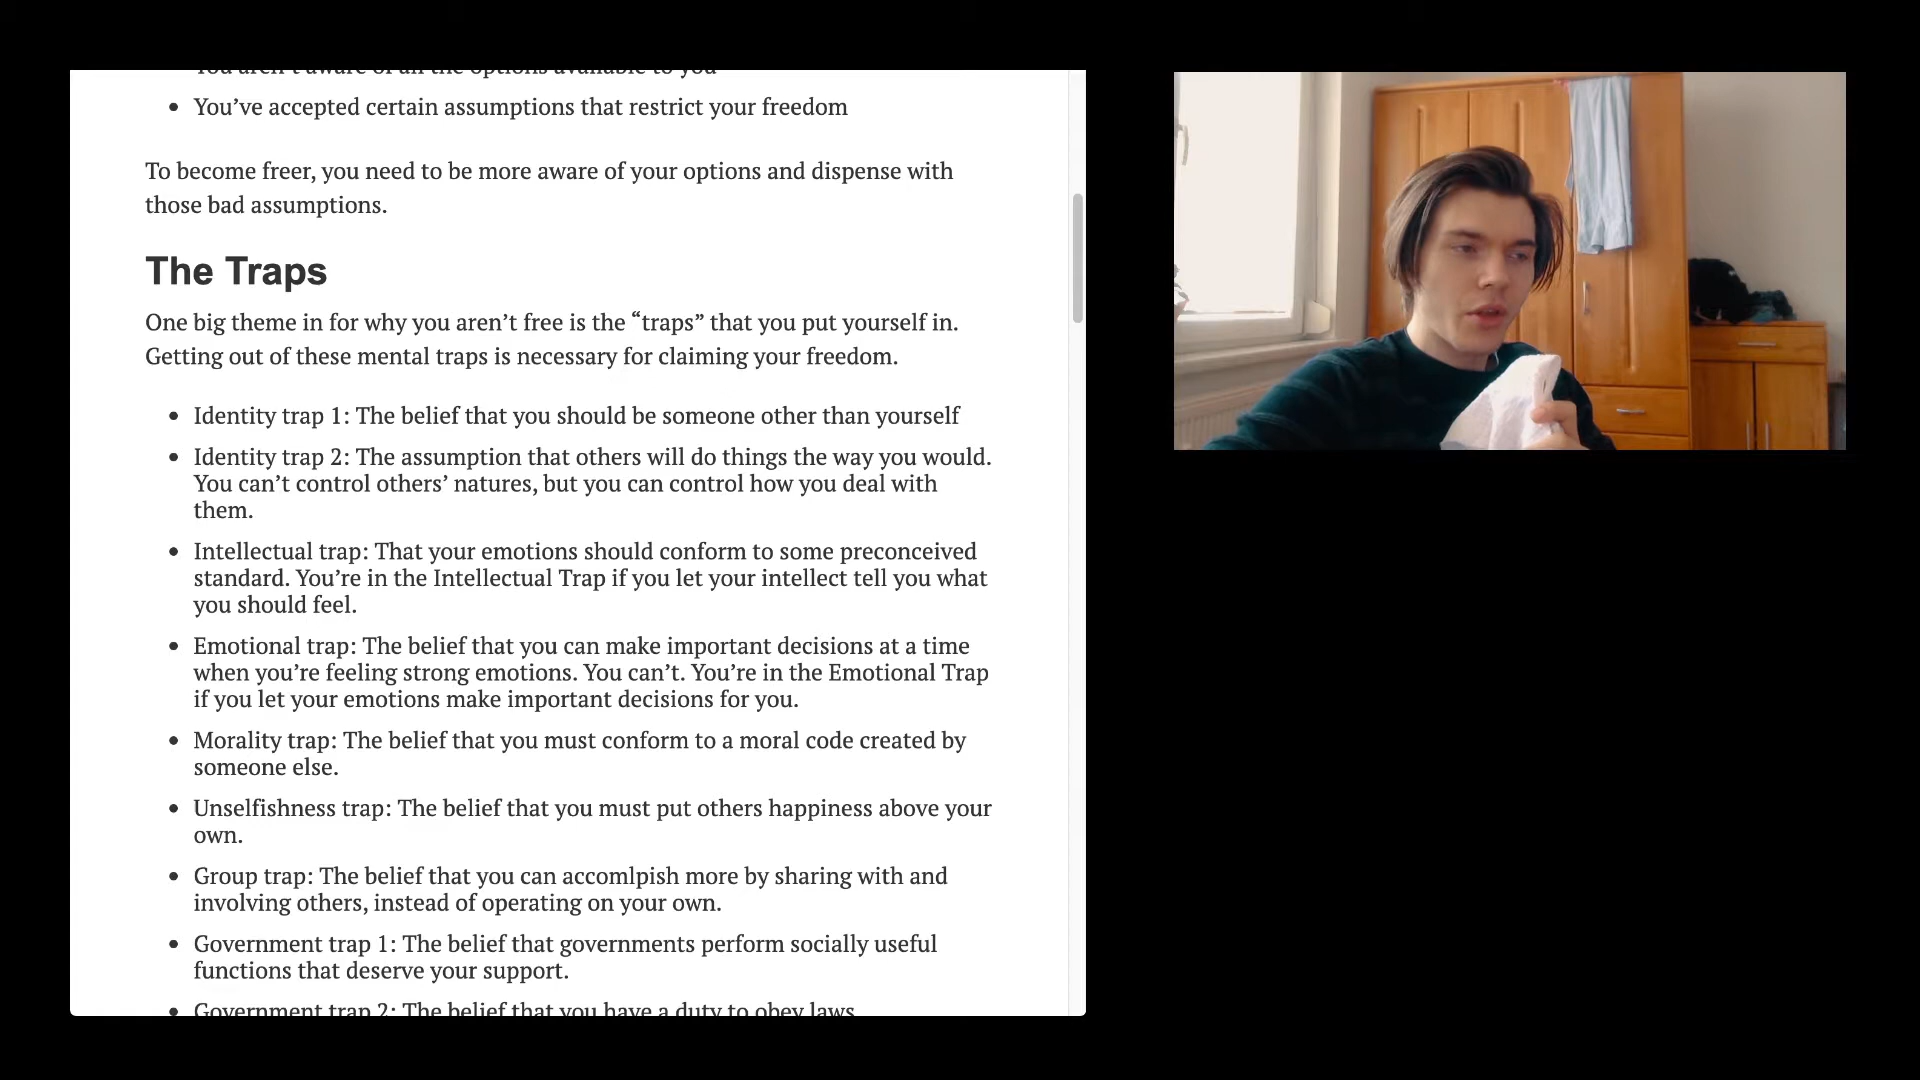 You aren't aware of all the options available to you
• You’ve accepted certain assumptions that restrict your freedom
To become freer, you need to be more aware of your options and dispense with
those bad assumptions.
The Traps
One big theme in for why you aren’t free is the “traps” that you put yourself in.
Getting out of these mental traps is necessary for claiming your freedom.
• Identity trap 1: The belief that you should be someone other than yourself
• Identity trap 2: The assumption that others will do things the way you would.
You can’t control others’ natures, but you can control how you deal with
them.
• Intellectual trap: That your emotions should conform to some preconceived
standard. You’re in the Intellectual Trap if you let your intellect tell you what
you should feel.
• Emotional trap: The belief that you can make important decisions at a time
when you’re feeling strong emotions. You can’t. You’re in the Emotional Trap
if you let your emotions make important decisions for you.
• Morality trap: The belief that you must conform to a moral code created by
someone else.
• Unselfishness trap: The belief that you must put others happiness above your
own.
• Group trap: The belief that you can accomlpish more by sharing with and
involving others, instead of operating on your own.
• Government trap 1: The belief that governments perform socially useful
functions that deserve your support.
• Government trap 2: The belief that you have a duty to obey laws